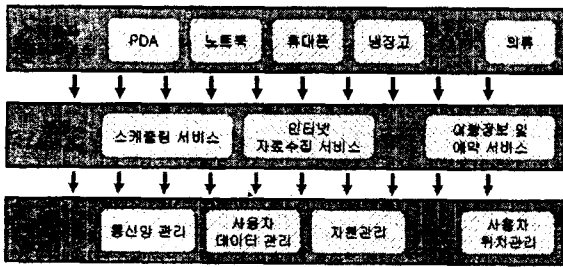 PDA
노트북
휴대폰
냉장고
의류
스케쥴링 서비스
인터넷
자료수집 서비스
여행정보 및
예약 서비스
통신망 관리
사용자
데이터 관리
자원관리
사용자
위치관리